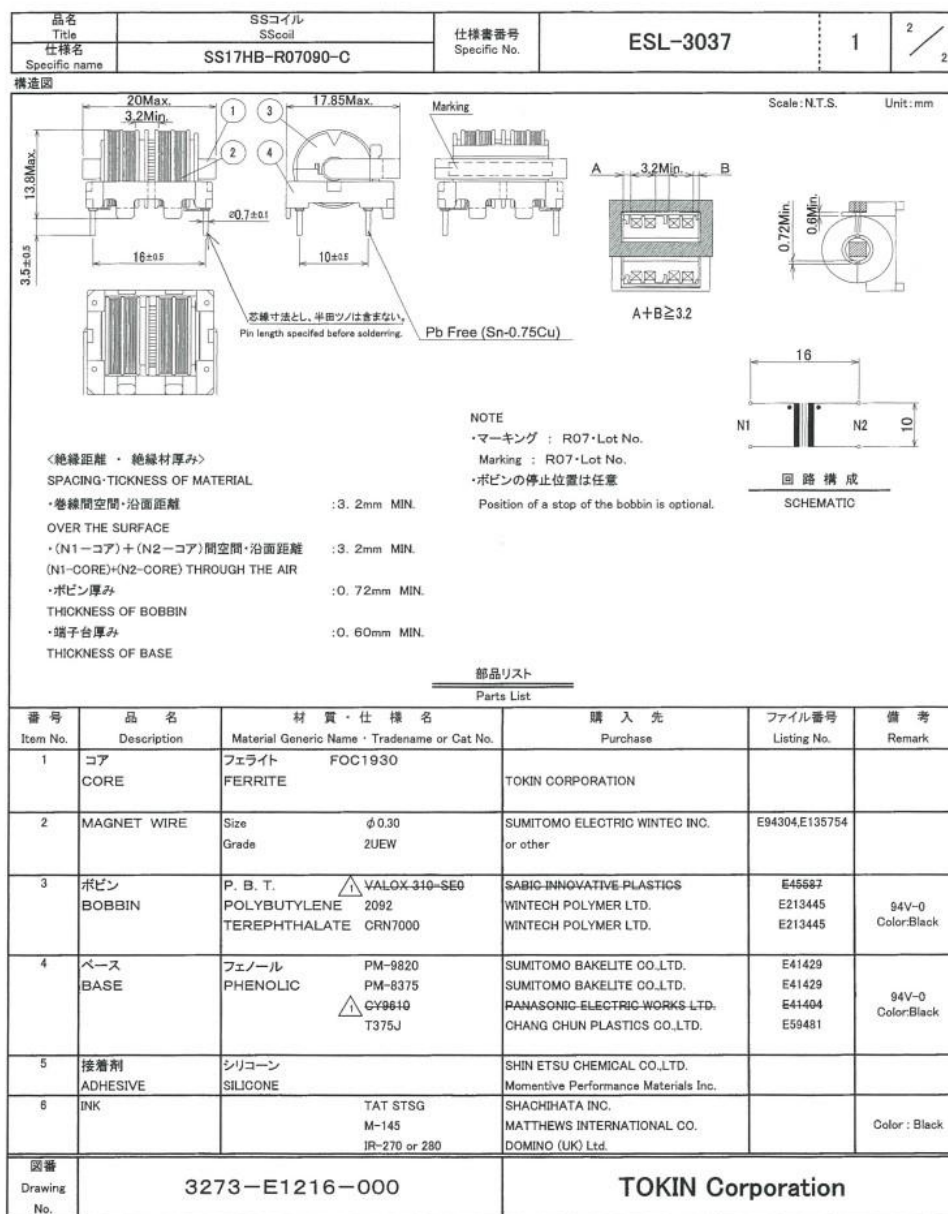 品名
Title
SSコイル
SScoil
仕様書番号
Specific No.
ESL-3037
1
2/2
仕様名
Specific name
SS17HB-R07090-C
構造図
20Max.
3.2Min.
1
2
13.8Max.
3.5±0.5
16±0.5
ø0.7±0.1
17.85Max.
3
4
10±0.5
Marking
Scale:N.T.S. Unit:mm
A 3.2Min. B
A+B≧3.2
0.72Min.
0.6Min.
芯線寸法とし、半田ツノは含まない。
Pin length specifed before solderring.
Pb Free (Sn-0.75Cu)
16
N1 N2
10
回路構成
SCHEMATIC
NOTE
・マーキング : R07・Lot No.
Marking : R07・Lot No.
・ボビンの停止位置は任意
Position of a stop of the bobbin is optional.
<絶縁距離 ・ 絶縁材厚み>
SPACING・TICKNESS OF MATERIAL
・巻線間空間・沿面距離 :3. 2mm MIN.
OVER THE SURFACE
・(N1-コア)+(N2-コア)間空間・沿面距離 :3. 2mm MIN.
(N1-CORE)+(N2-CORE) THROUGH THE AIR
・ボビン厚み :0. 72mm MIN.
THICKNESS OF BOBBIN
・端子台厚み :0. 60mm MIN.
THICKNESS OF BASE
部品リスト
Parts List
番号 品名 材質・仕様名 購入先 ファイル番号 備考
Item No. Description Material Generic Name・Tradename or Cat No. Purchase Listing No. Remark
1 コア フェライト FOC1930
CORE FERRITE TOKIN CORPORATION
2 MAGNET WIRE Size φ0.30 SUMITOMO ELECTRIC WINTEC INC. E94304,E135754
Grade 2UEW or other
3 ボビン P. B. T. 1 VALOX 310-SE0 SABIC INNOVATIVE PLASTICS E45587
BOBBIN POLYBUTYLENE 2092 WINTECH POLYMER LTD. E213445 94V-0
TEREPHTHALATE CRN7000 WINTECH POLYMER LTD. E213445 Color:Black
4 ベース フェノール PM-9820 SUMITOMO BAKELITE CO.,LTD. E41429
BASE PHENOLIC PM-8375 SUMITOMO BAKELITE CO.,LTD. E41429 94V-0
1 CY9610 PANASONIC ELECTRIC WORKS LTD. E41404 Color:Black
T375J CHANG CHUN PLASTICS CO.,LTD. E59481
5 接着剤 シリコーン SHIN ETSU CHEMICAL CO.,LTD.
ADHESIVE SILICONE Momentive Performance Materials Inc.
6 INK TAT STSG SHACHIHATA INC.
M-145 MATTHEWS INTERNATIONAL CO. Color : Black
IR-270 or 280 DOMINO (UK) Ltd.
図番
Drawing No.
3273-E1216-000
TOKIN Corporation